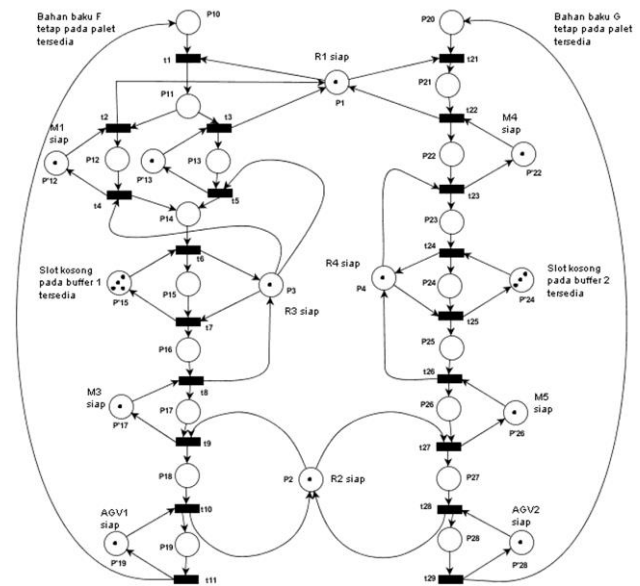 Bahan baku F
tetap pada palet
tersedia
P10
t1
R1 siap
P1
P11
t2
t3
M1
siap
P12
P'12
P'13
P13
t4
t5
P14
t6
Slot kosong
pada buffer 1
tersedia
P'15
P15
P3
R3 siap
t7
P16
t8
M3
siap
P'17
P17
t9
P18
P2
R2 siap
AGV1
siap
t10
P'19
P19
t11
Bahan baku G
tetap pada palet
tersedia
P20
t21
P21
t22
M4
siap
P22
P'22
t23
P23
R4 siap
t24
P4
P24
P'24
Slot kosong
pada buffer 2
tersedia
t25
P25
t26
P26
M5
siap
P'26
t27
P27
t28
AGV2
siap
P28
P'28
t29